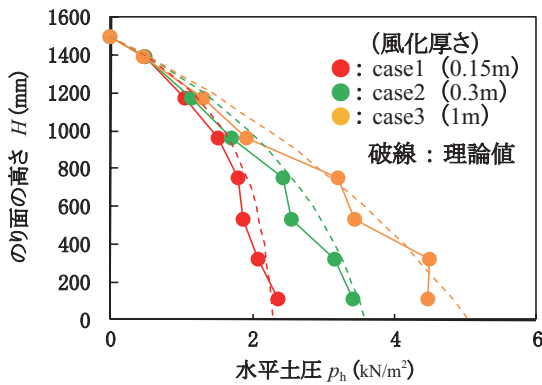 1600
1400
1200
1000
800
600
400
200
0
のり面の高さ H (mm)
(風化厚さ)
: case1 (0.15m)
: case2 (0.3m)
: case3 (1m)
破線 : 理論値
0 2 4 6
水平土圧 ph (kN/m²)